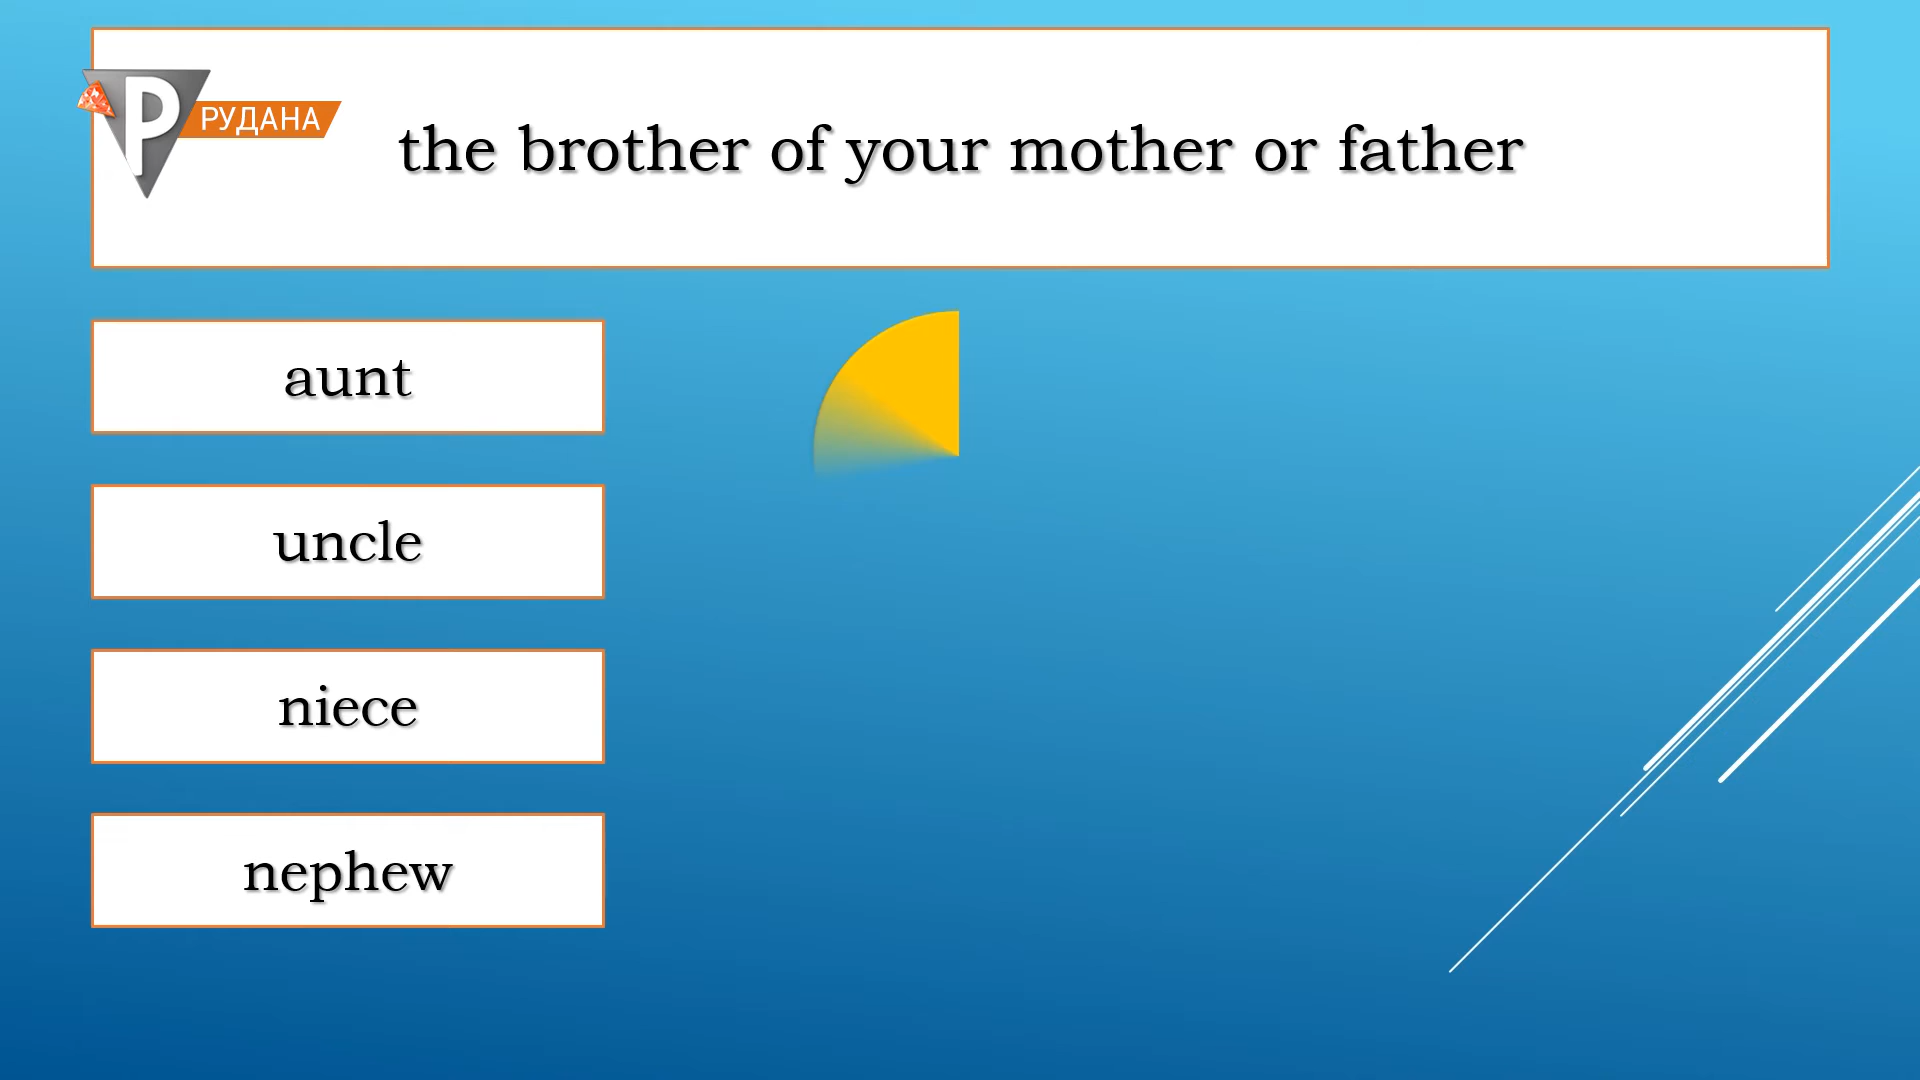 Р РУДАНА
the brother of your mother or father
aunt
uncle
niece
nephew